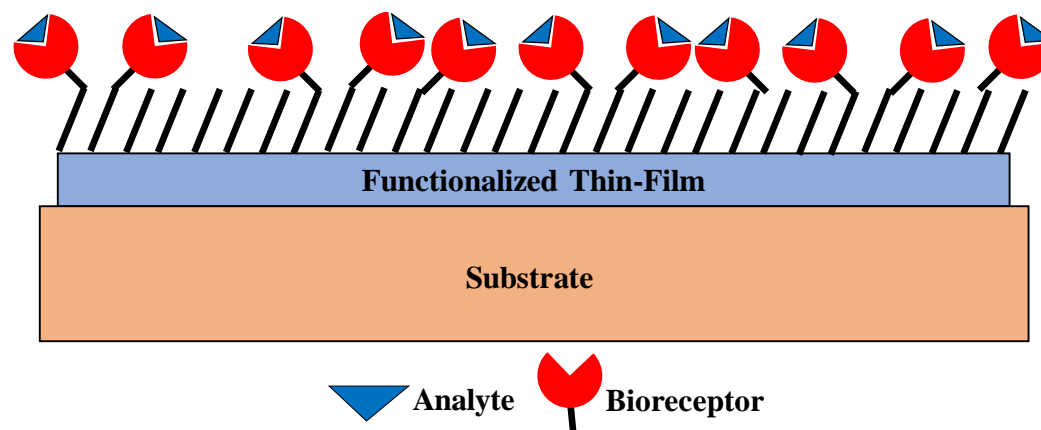 Functionalized Thin-Film
Substrate
Analyte
Bioreceptor